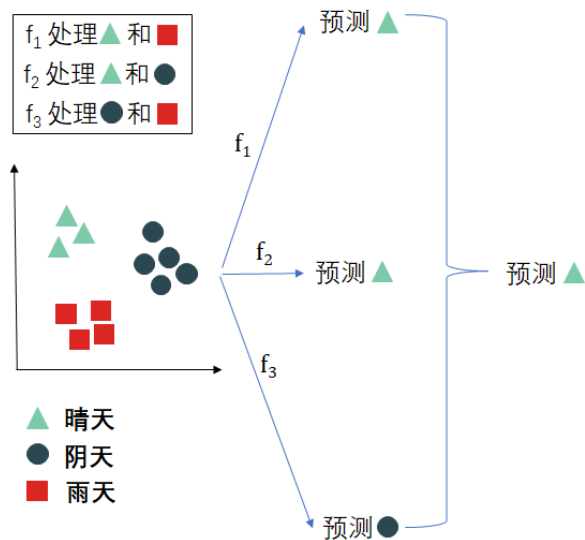 f₁ 处理 和
f₂ 处理 和
f₃ 处理 和
预测
f₁
f₂
预测
预测
f₃
晴天
阴天
雨天
预测